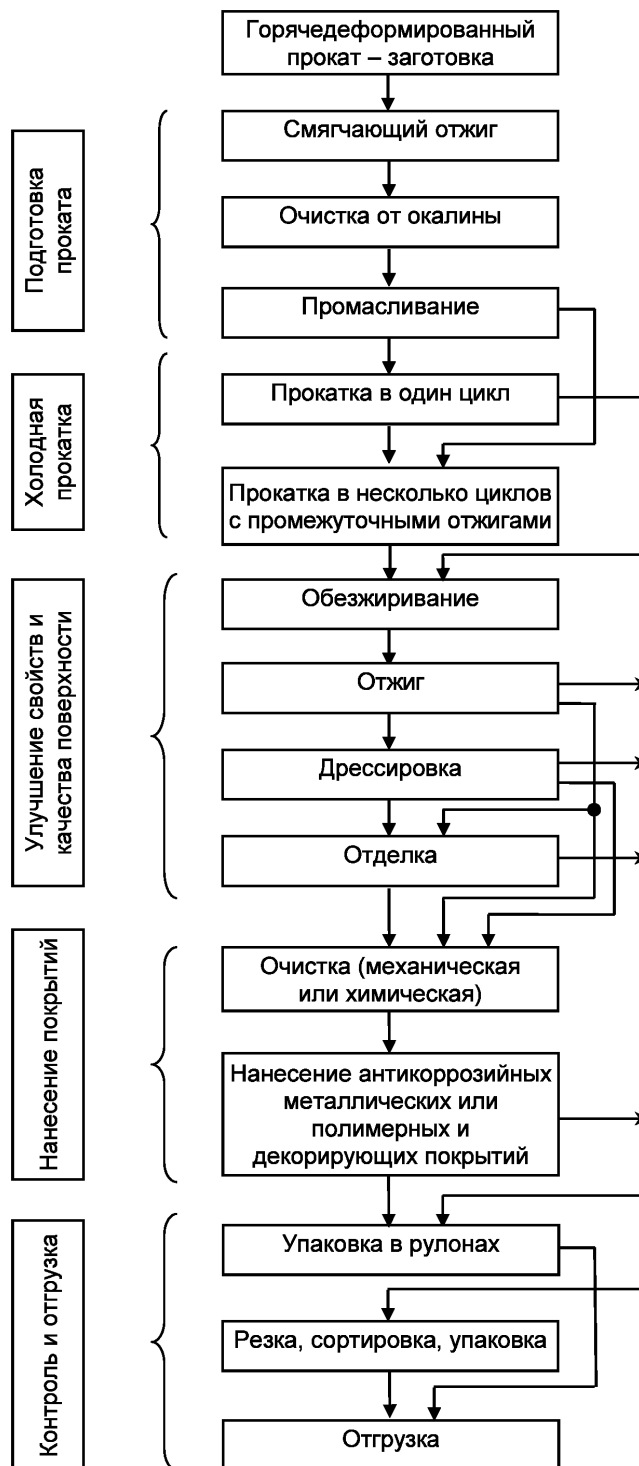 Горячедеформированный
прокат – заготовка
Подготовка
проката
Смягчающий отжиг
Очистка от окалины
Промасливание
Холодная
прокатка
Прокатка в один цикл
Прокатка в несколько циклов
с промежуточными отжигами
Улучшение свойств и
качества поверхности
Обезжиривание
Отжиг
Дрессировка
Отделка
Нанесение покрытий
Очистка (механическая
или химическая)
Нанесение антикоррозийных
металлических или
полимерных и
декорирующих покрытий
Контроль и отгрузка
Упаковка в рулонах
Резка, сортировка, упаковка
Отгрузка